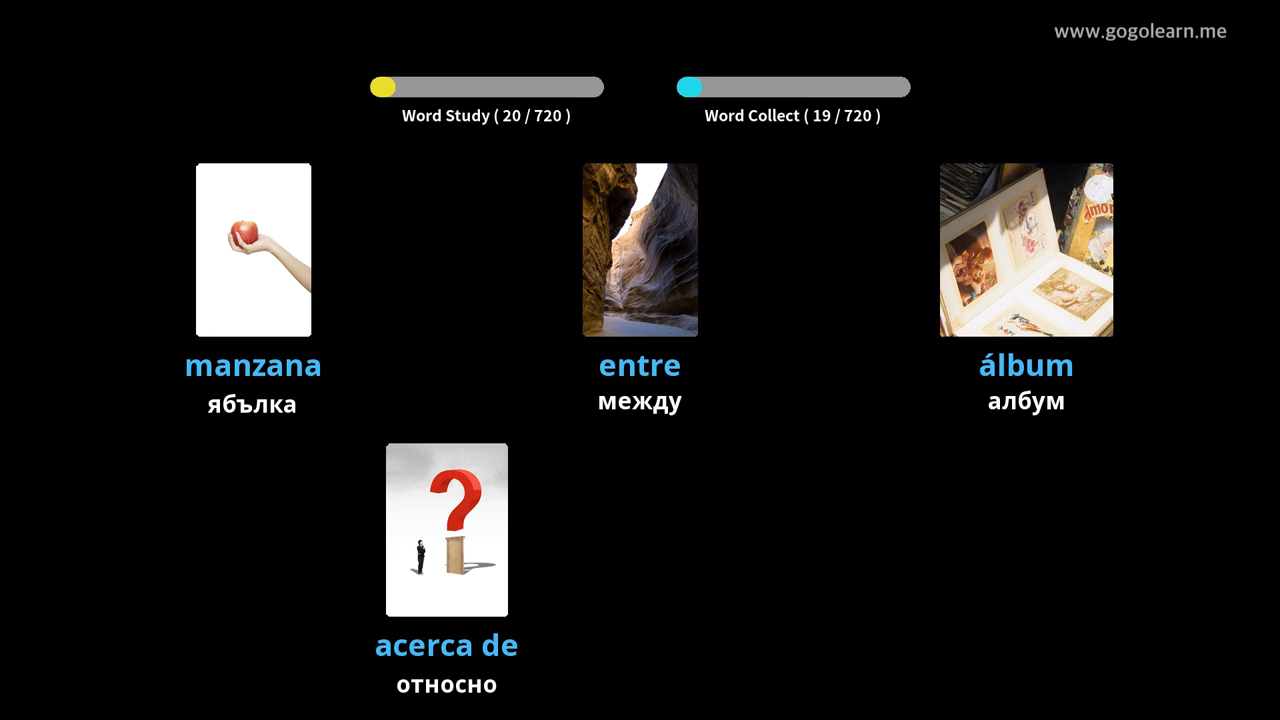 www.gogolearn.me
Word Study ( 20 / 720 )
Word Collect ( 19 / 720 )
manzana
ябълка
entre
между
álbum
албум
acerca de
относно